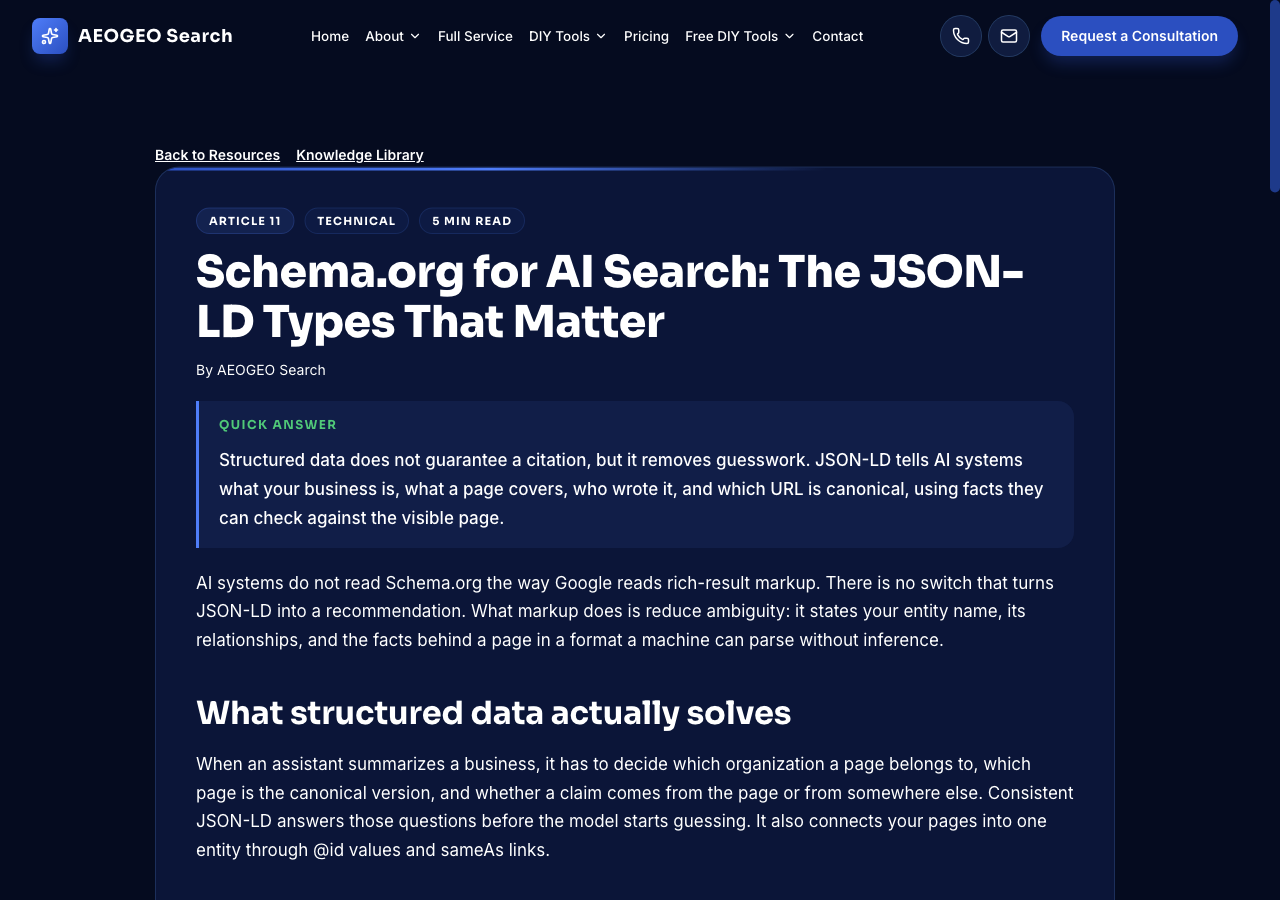 AEOGEO Search
Home About Full Service DIY Tools Pricing Free DIY Tools Contact
Request a Consultation
Back to Resources Knowledge Library
ARTICLE 11 TECHNICAL 5 MIN READ
Schema.org for AI Search: The JSON-
LD Types That Matter
By AEOGEO Search
QUICK ANSWER
Structured data does not guarantee a citation, but it removes guesswork. JSON-LD tells AI systems
what your business is, what a page covers, who wrote it, and which URL is canonical, using facts they
can check against the visible page.
AI systems do not read Schema.org the way Google reads rich-result markup. There is no switch that turns
JSON-LD into a recommendation. What markup does is reduce ambiguity: it states your entity name, its
relationships, and the facts behind a page in a format a machine can parse without inference.
What structured data actually solves
When an assistant summarizes a business, it has to decide which organization a page belongs to, which
page is the canonical version, and whether a claim comes from the page or from somewhere else. Consistent
JSON-LD answers those questions before the model starts guessing. It also connects your pages into one
entity through @id values and sameAs links.